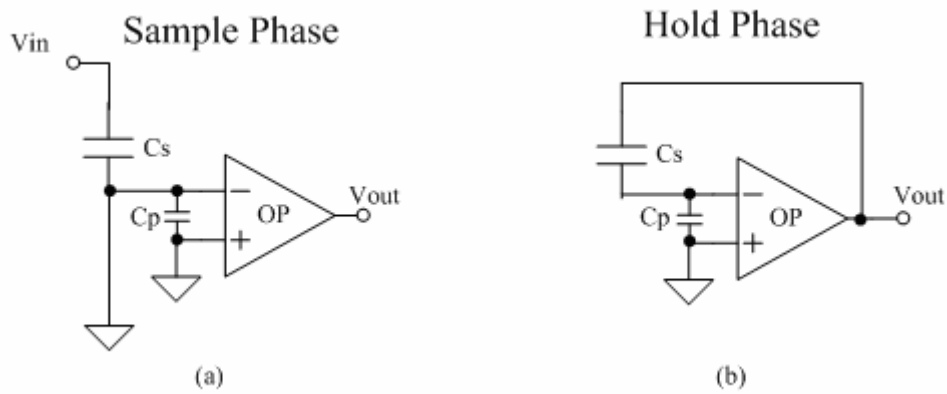 Sample Phase
Hold Phase
Vin
Cs
Cp
−
+
OP
Vout
Cs
Cp
−
+
OP
Vout
(a)
(b)